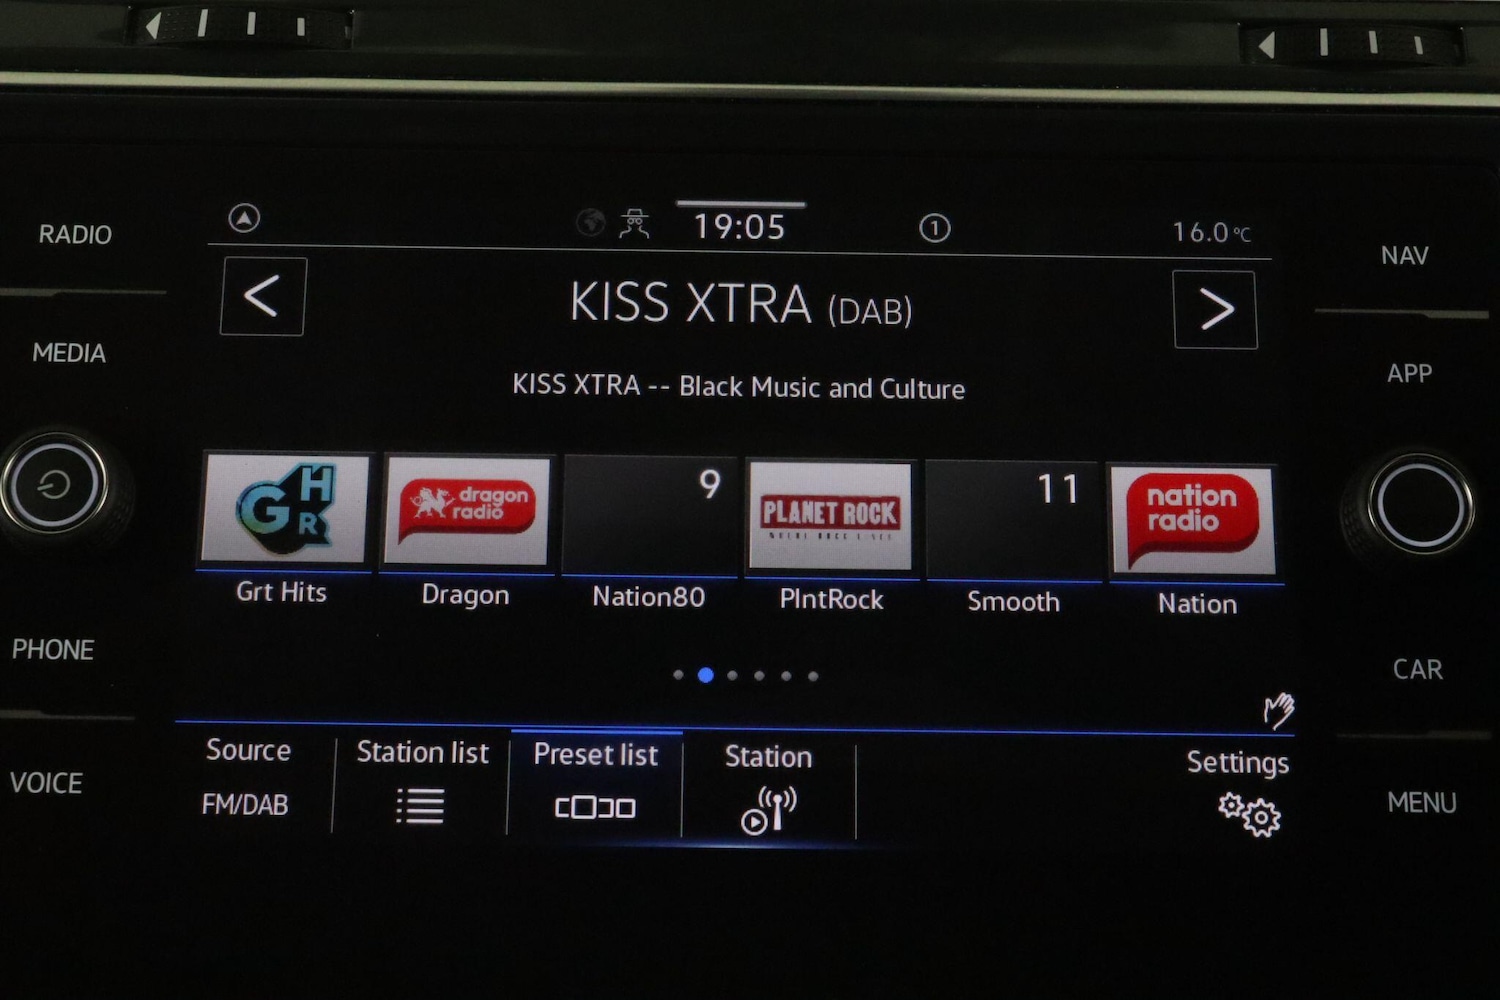 RADIO
MEDIA
PHONE
VOICE
19:05
1
16.0°C
KISS XTRA (DAB)
KISS XTRA -- Black Music and Culture
GHR
dragon
radio
9
PLANET ROCK
11
nation
radio
Grt Hits
Dragon
Nation80
PlntRock
Smooth
Nation
Source
FM/DAB
Station list
Preset list
Station
Settings
NAV
APP
CAR
MENU